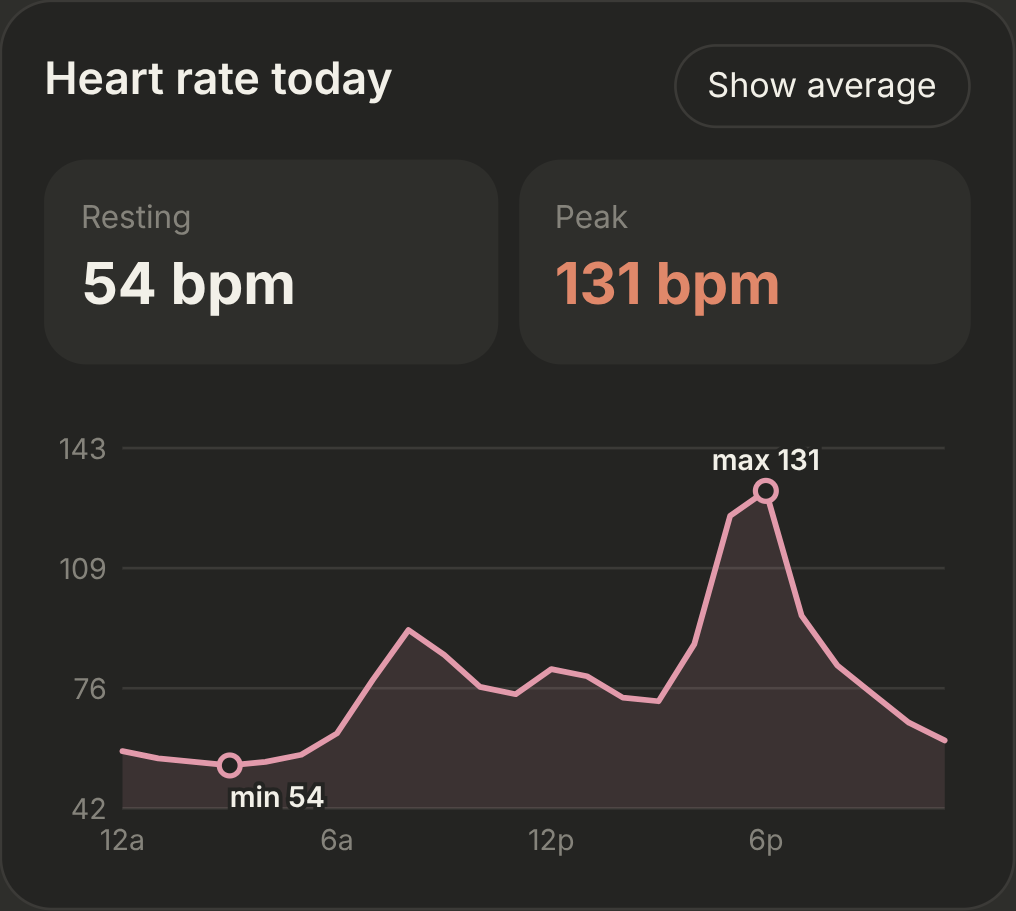 Heart rate today
Show average
Resting
54 bpm
Peak
131 bpm
143
max 131
109
76
min 54
42
12a
6a
12p
6p